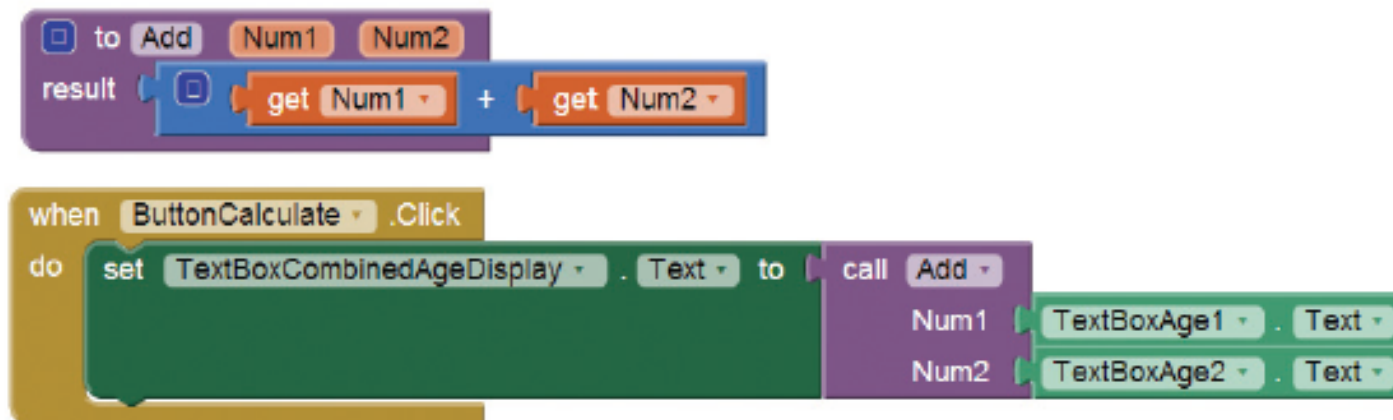 to Add Num1 Num2
result get Num1 + get Num2
when ButtonCalculate .Click
do set TextBoxCombinedAgeDisplay . Text to call Add
Num1 TextBoxAge1 . Text
Num2 TextBoxAge2 . Text